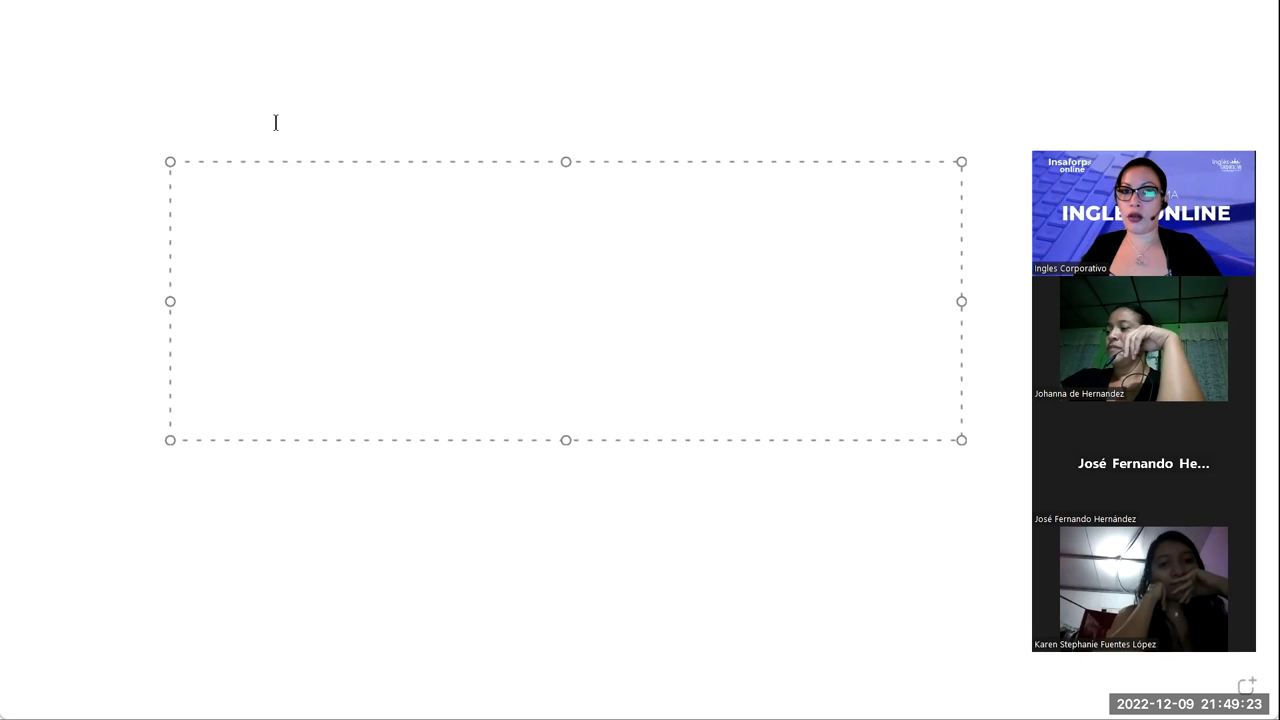 Insaforp
online
INGLE ONLINE
Ingles Corporativo
Johanna de Hernandez
José Fernando He...
José Fernando Hernández
Karen Stephanie Fuentes López
2022-12-09 21:49:23